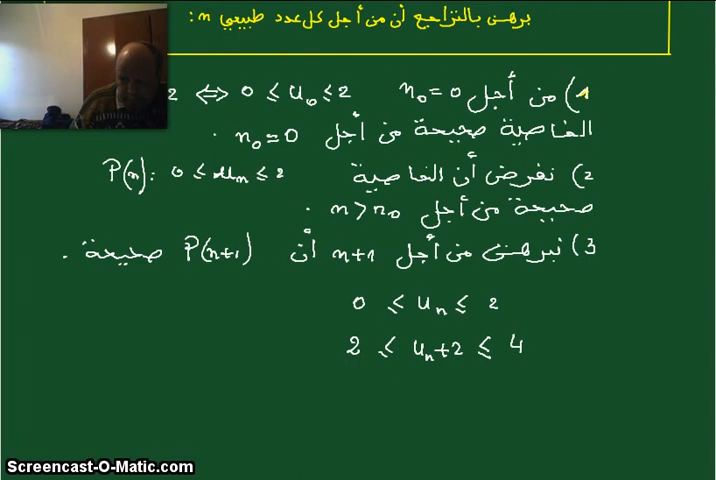 برهن بالتراجع أن من أجل كل عدد طبيعي n :
1) من أجل n₀ = 0   2 ⇔ 0 ≤ u₀ ≤ 2
الخاصية صحيحة من أجل n₀ = 0 .
2) نفرض أن الخاصية P(n) : 0 ≤ uₙ ≤ 2
صحيحة من أجل n > n₀ .
3) نبرهن من أجل n+1 أن P(n+1) صحيحة .
0 ≤ uₙ ≤ 2
2 ≤ uₙ+2 ≤ 4
Screencast-O-Matic.com